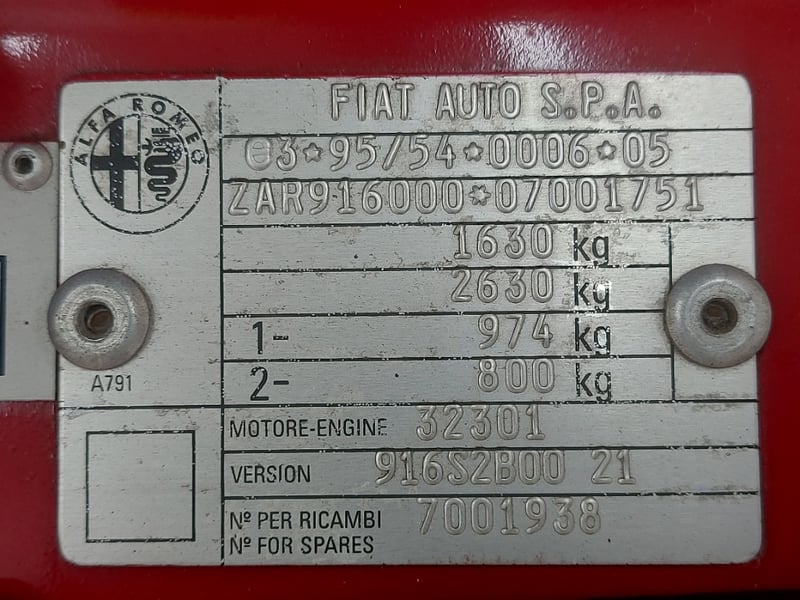 ALFA ROMEO
FIAT AUTO S.P.A.
e3*95/54*0006*05
ZAR916000*07001751
1630 kg
2630 kg
1- 974 kg
2- 800 kg
A791
MOTORE-ENGINE 32301
VERSION 916S2B00 21
Nº PER RICAMBI 7001938
Nº FOR SPARES